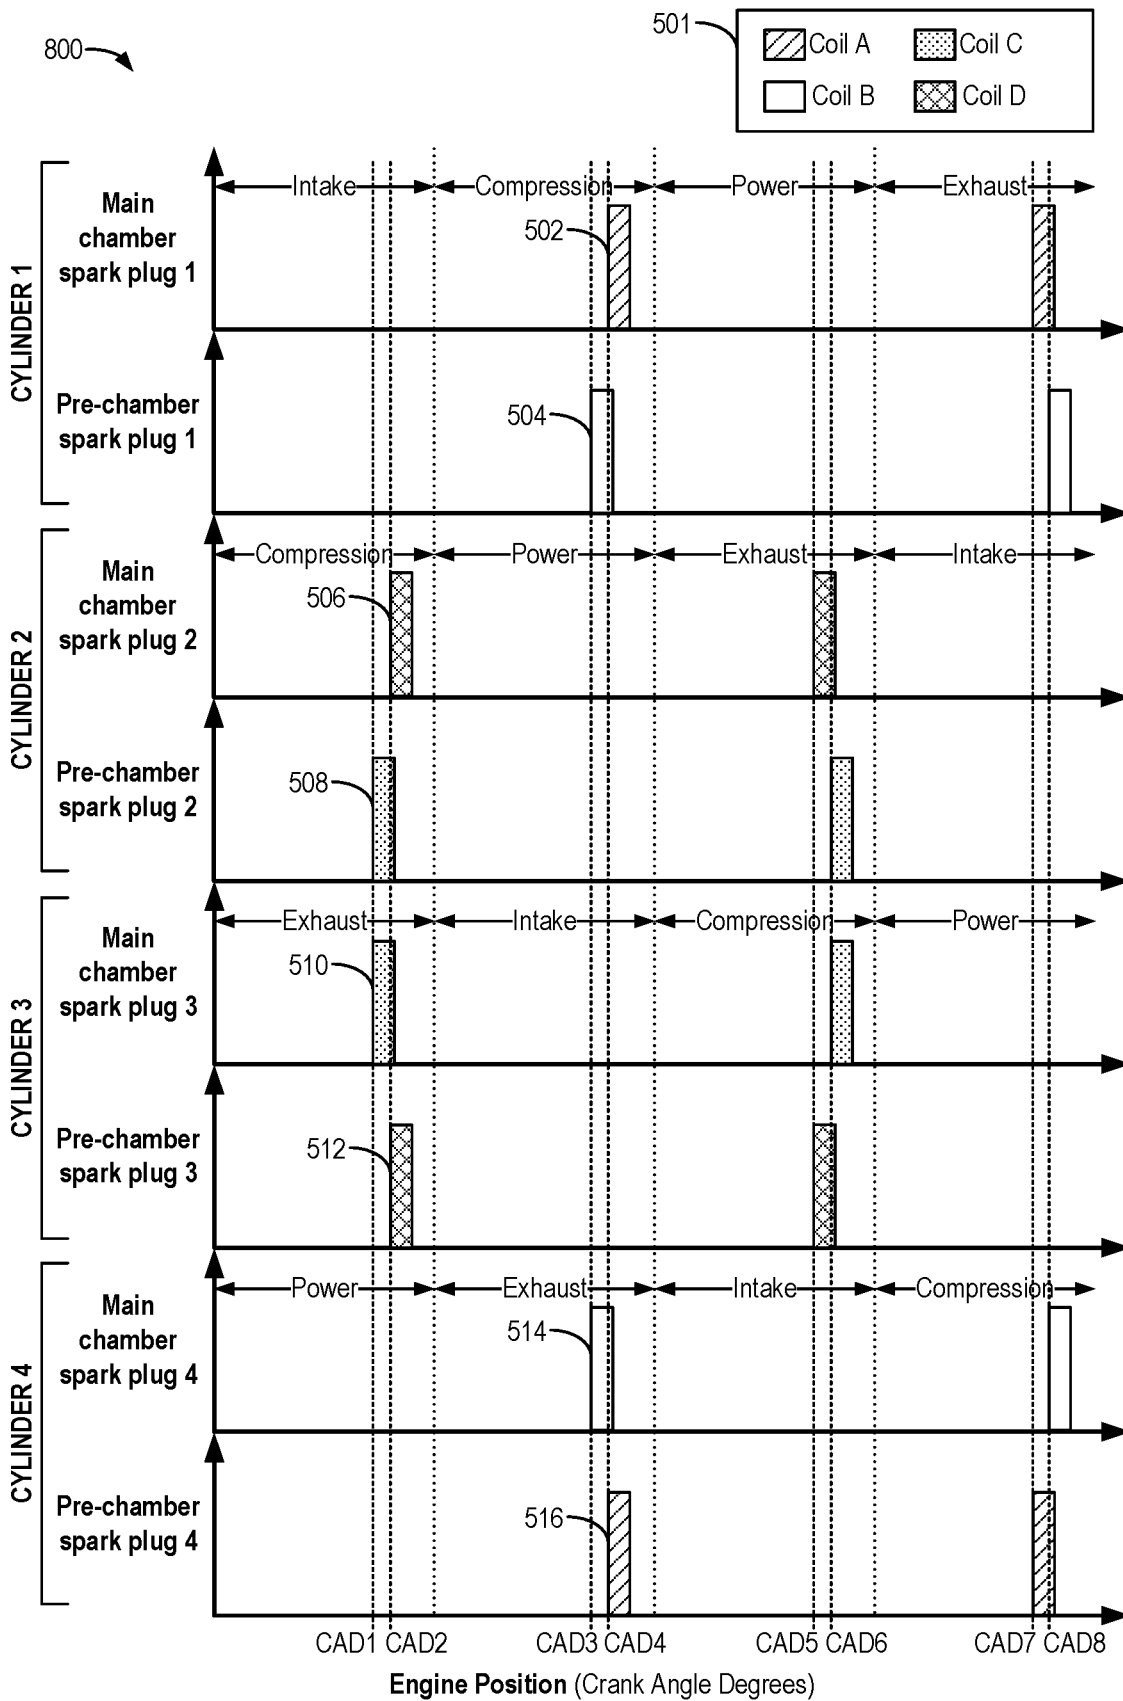 800
501
Coil A
Coil C
Coil B
Coil D
CYLINDER 1
Main
chamber
spark plug 1
Intake
Compression
Power
Exhaust
502
Pre-chamber
spark plug 1
504
CYLINDER 2
Main
chamber
spark plug 2
Compression
Power
Exhaust
Intake
506
Pre-chamber
spark plug 2
508
CYLINDER 3
Main
chamber
spark plug 3
Exhaust
Intake
Compression
Power
510
Pre-chamber
spark plug 3
512
CYLINDER 4
Main
chamber
spark plug 4
Power
Exhaust
Intake
Compression
514
Pre-chamber
spark plug 4
516
CAD1 CAD2 CAD3 CAD4 CAD5 CAD6 CAD7 CAD8
Engine Position (Crank Angle Degrees)